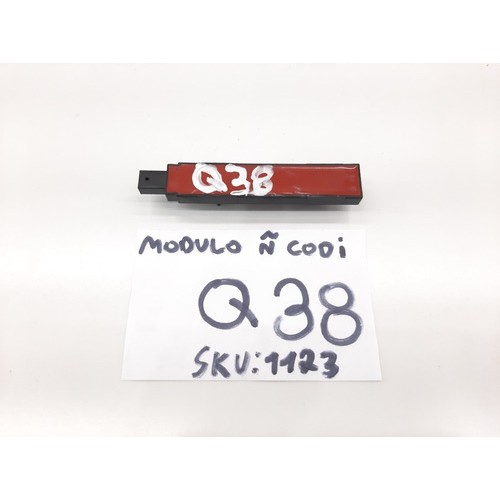 Q38
MODULO Ñ CODi
Q38
SKU: 1123